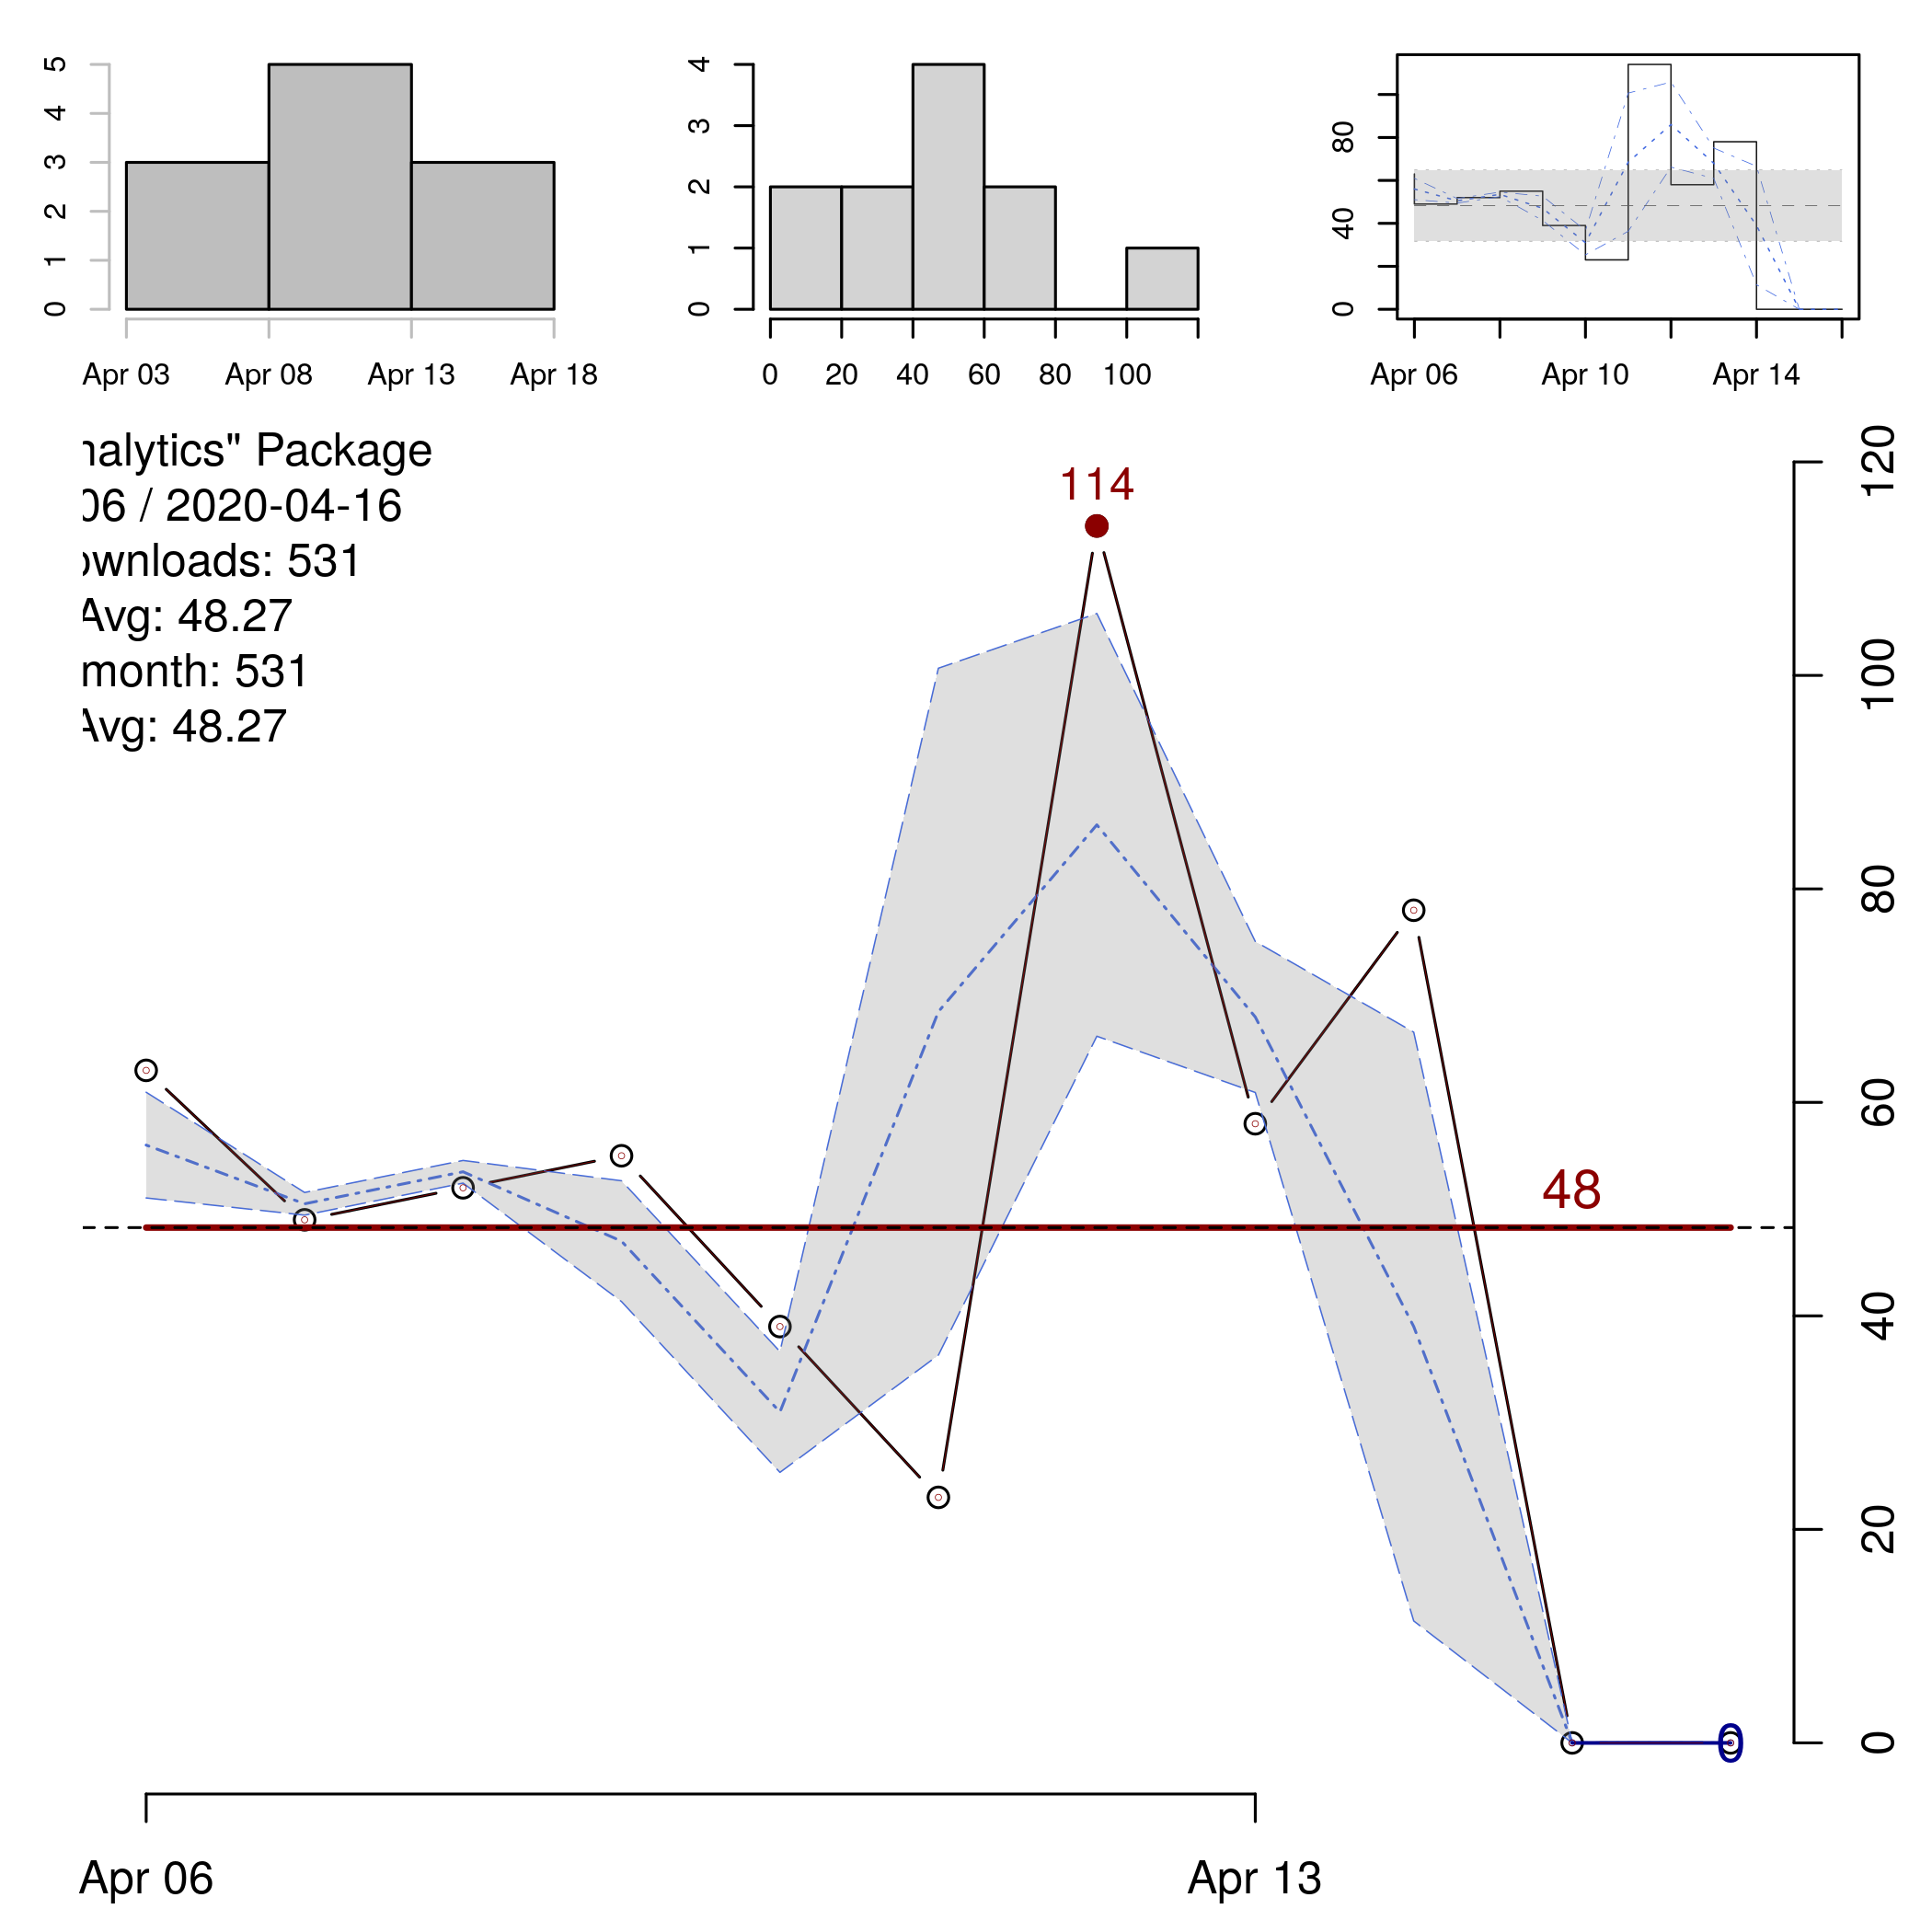 5
4
3
2
1
0
Apr 03 Apr 08 Apr 13 Apr 18
4
3
2
1
0
0 20 40 60 80 100
80
40
0
Apr 06 Apr 10 Apr 14
nalytics" Package
06 / 2020-04-16
ownloads: 531
Avg: 48.27
month: 531
Avg: 48.27
114
48
0
120
100
80
60
40
20
0
Apr 06 Apr 13